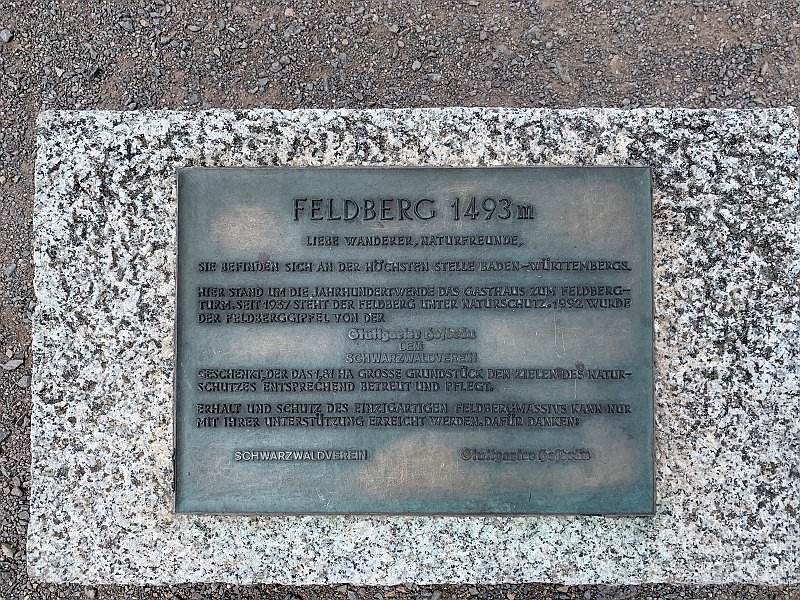 FELDBERG 1493 m
LIEBE WANDERER, NATURFREUNDE,
SIE BEFINDEN SICH AN DER HÖCHSTEN STELLE BADEN-WÜRTTEMBERGS.
HIER STAND UM DIE JAHRHUNDERTWENDE DAS GASTHAUS ZUM FELDBERG-
TURM. SEIT 1937 STEHT DER FELDBERG UNTER NATURSCHUTZ. 1992 WURDE
DER FELDBERGGIPFEL VON DER
Stuttgarter Hofbräu
DEM
SCHWARZWALDVEREIN
GESCHENKT, DER DAS 1,81 HA GROSSE GRUNDSTÜCK DEN ZIELEN DES NATUR-
SCHUTZES ENTSPRECHEND BETREUT UND PFLEGT.
ERHALT UND SCHUTZ DES EINZIGARTIGEN FELDBERGMASSIVS KANN NUR
MIT IHRER UNTERSTÜTZUNG ERREICHT WERDEN. DAFÜR DANKEN:
SCHWARZWALDVEREIN Stuttgarter Hofbräu